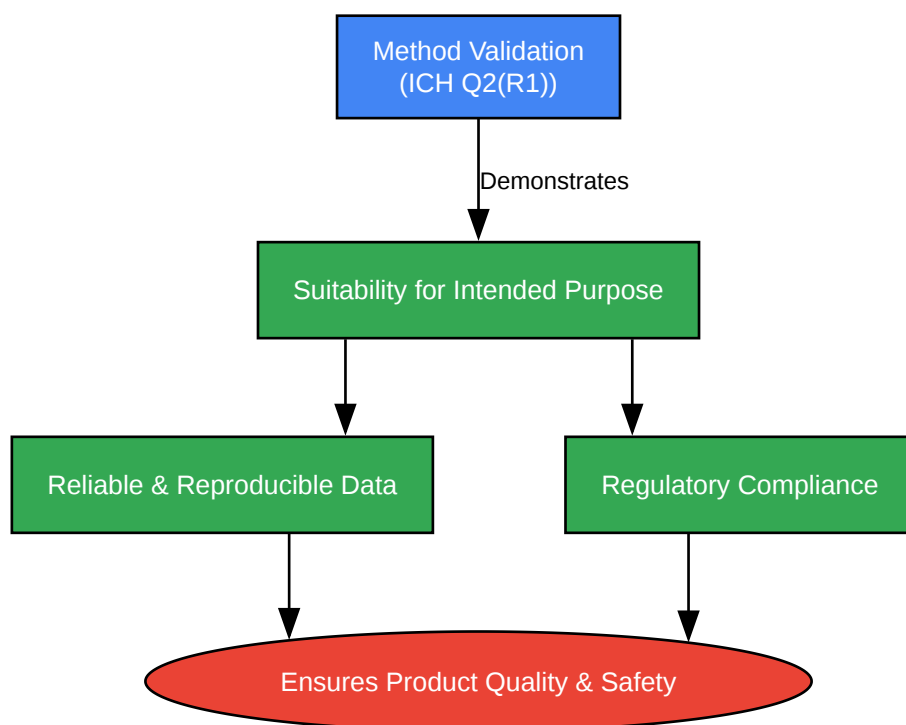 Method Validation
(ICH Q2(R1))
Demonstrates
Suitability for Intended Purpose
Reliable & Reproducible Data
Regulatory Compliance
Ensures Product Quality & Safety